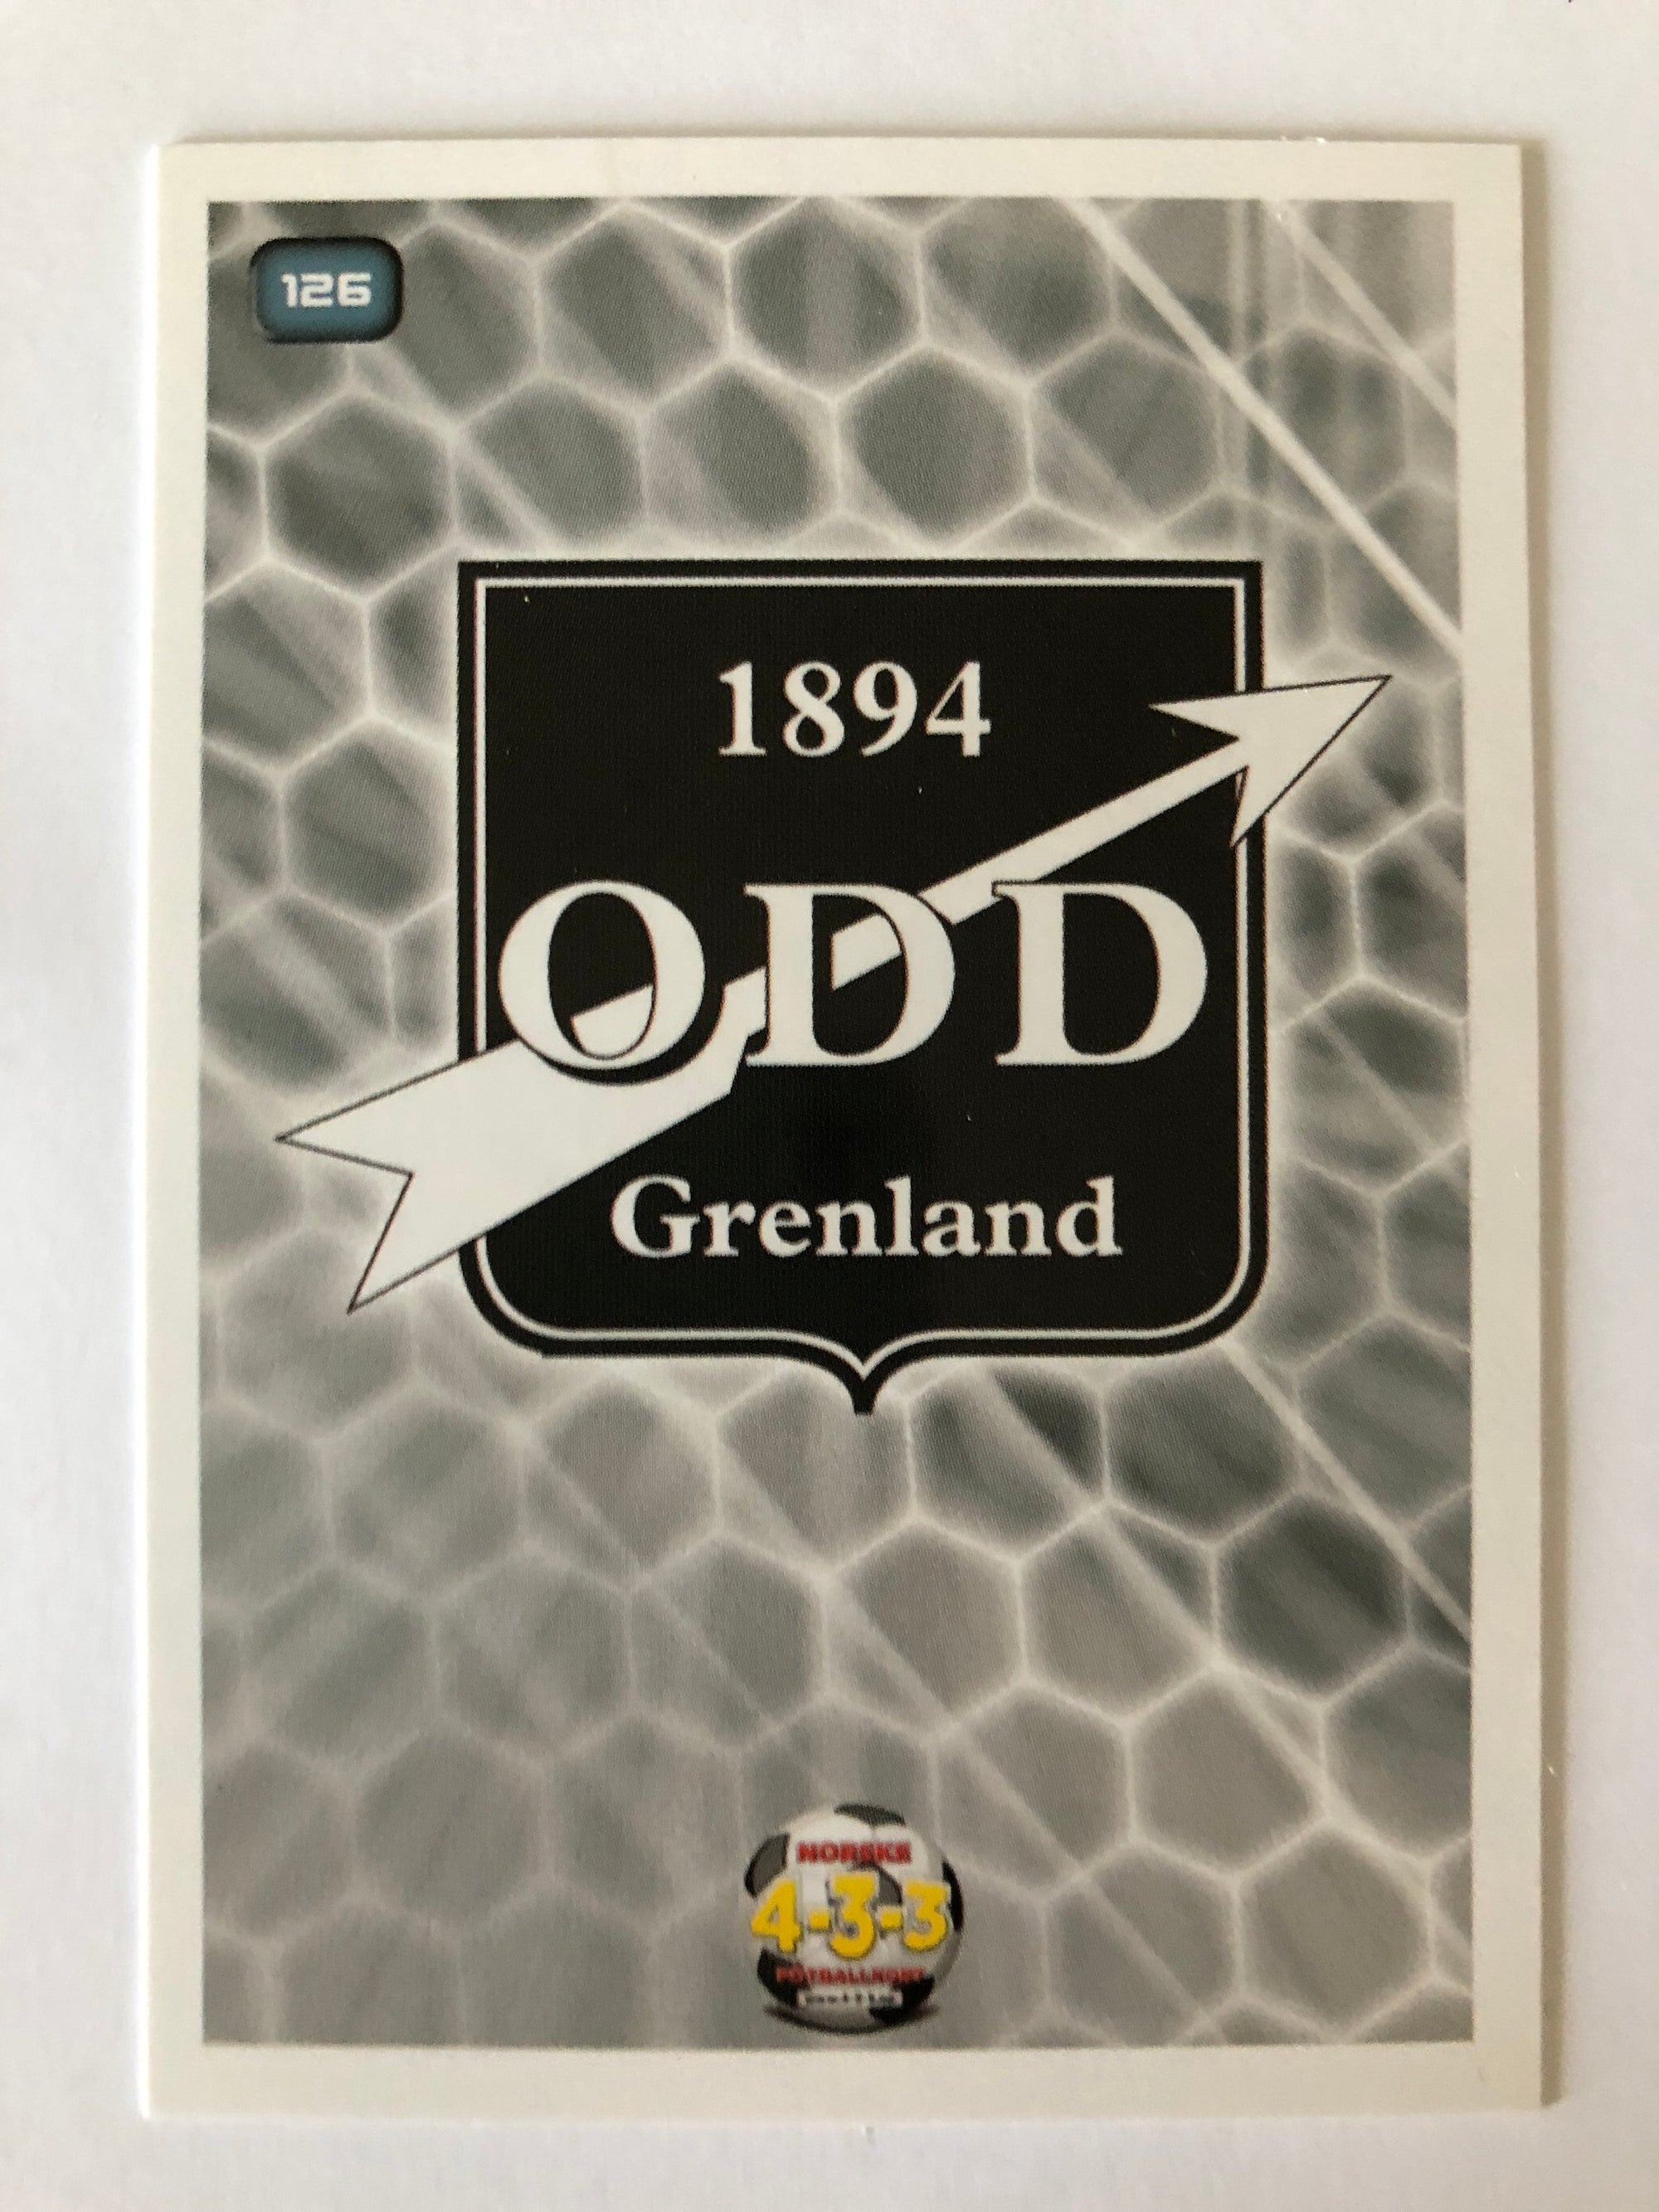 126
1894
ODD
Grenland
NORSKE
4-3-3
FOTBALLKORT